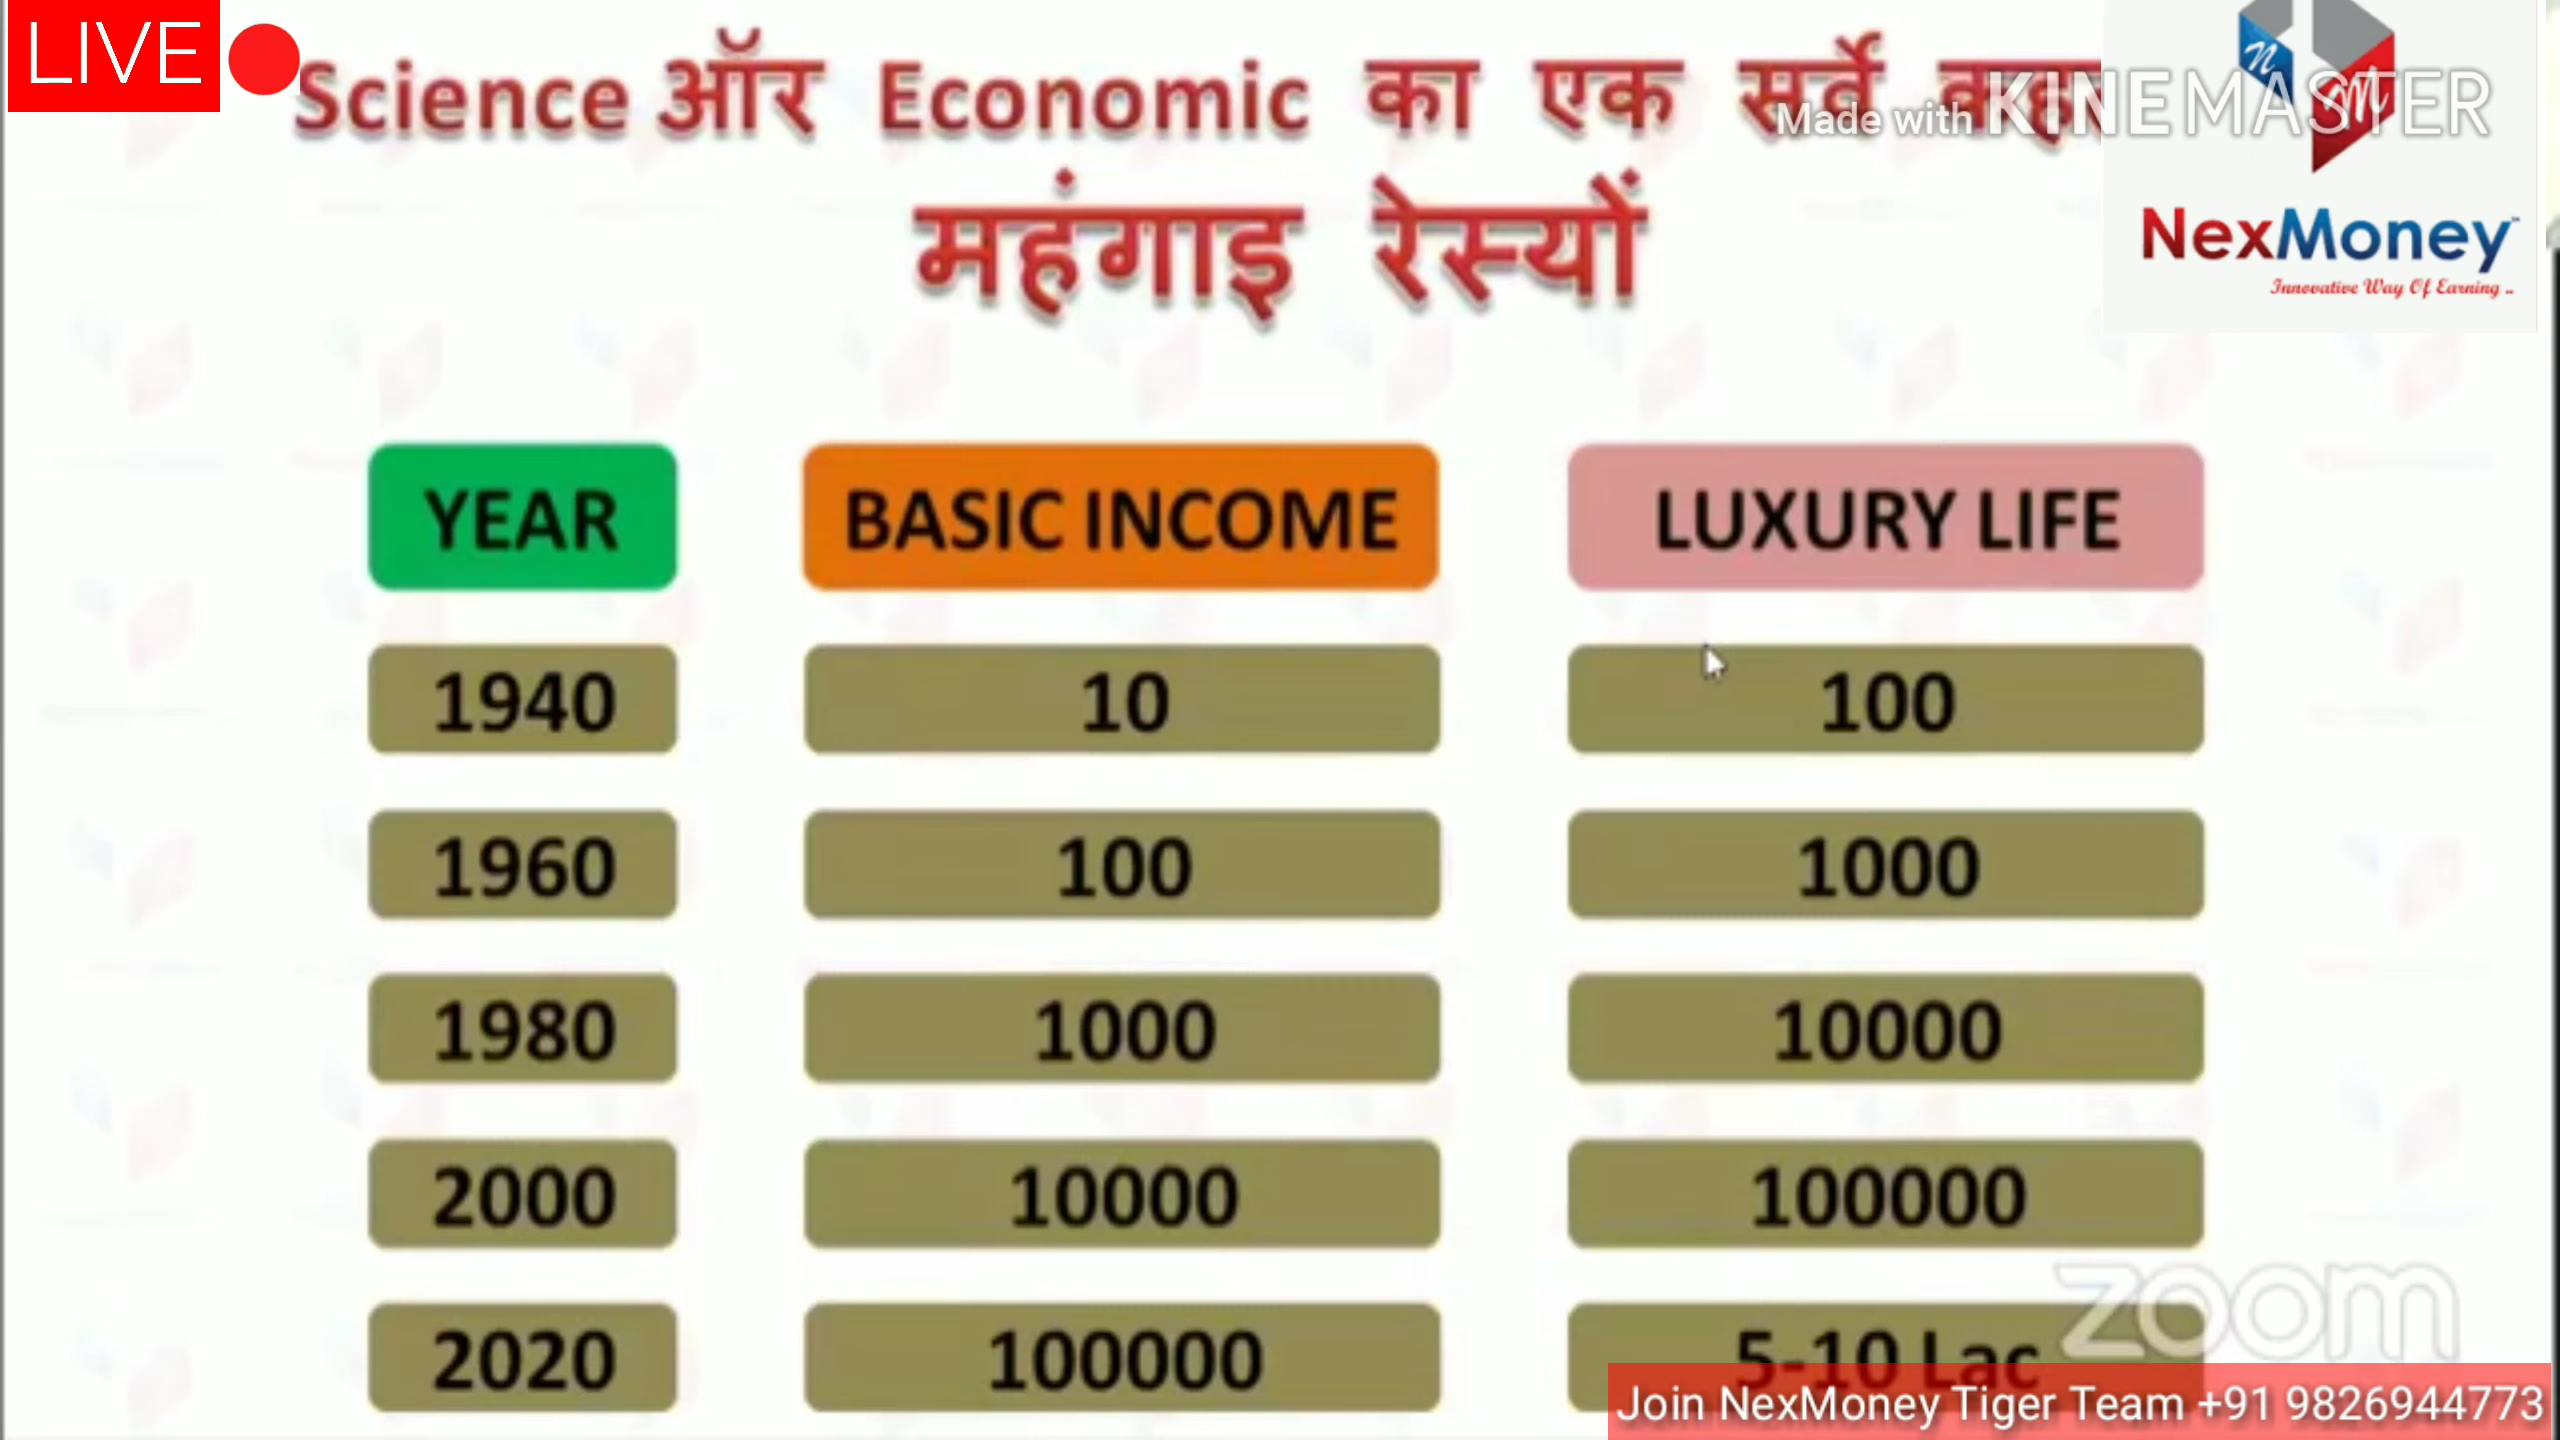 LIVE
Science ऑर Economic का एक सर्वे
Made with KINEMASTER
महंगाइ रेस्यों
NexMoney
Innovative Way Of Earning ..
YEAR BASIC INCOME LUXURY LIFE
1940 10 100
1960 100 1000
1980 1000 10000
2000 10000 100000
2020 100000 5-10 Lac
zoom
Join NexMoney Tiger Team +91 9826944773